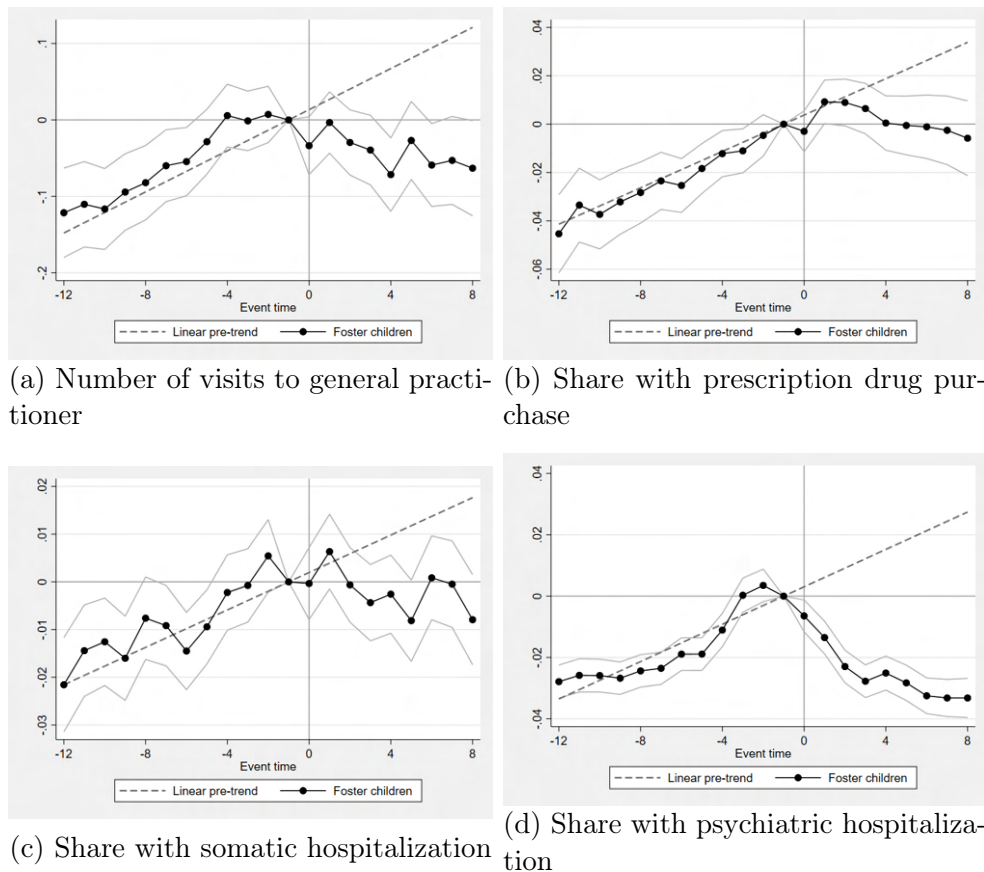 .1
0
-.1
-.2
-12 -8 -4 0 4 8
Event time
Linear pre-trend Foster children
(a) Number of visits to general practi-
tioner
.04
.02
0
-.02
-.04
-.06
-12 -8 -4 0 4 8
Event time
Linear pre-trend Foster children
(b) Share with prescription drug pur-
chase
.02
.01
0
-.01
-.02
-.03
-12 -8 -4 0 4 8
Event time
Linear pre-trend Foster children
(c) Share with somatic hospitalization
.04
.02
0
-.02
-.04
-12 -8 -4 0 4 8
Event time
Linear pre-trend Foster children
(d) Share with psychiatric hospitaliza-
tion